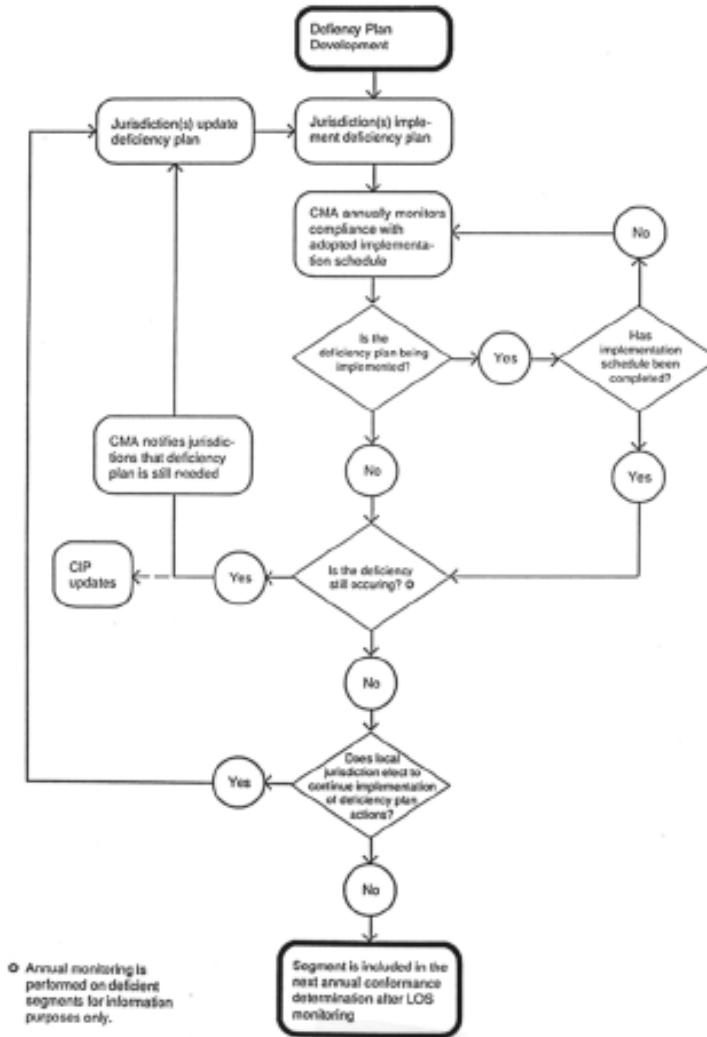 Defiency Plan
Development
Jurisdiction(s) update
deficiency plan
Jurisdiction(s) imple-
ment deficiency plan
CMA annually monitors
compliance with
adopted implementa-
tion schedule
No
Is the
deficiency plan being
implemented?
Yes
Has
implementation
schedule been
completed?
CMA notifies jurisdic-
tions that deficiency
plan is still needed
No
Yes
CIP
updates
Yes
Is the deficiency
still occuring?
No
Does local
jurisdiction elect to
continue implementation
of deficiency plan
actions?
Yes
No
Segment is included in the
next annual conformance
determination after LOS
monitoring
Annual monitoring is
performed on deficient
segments for information
purposes only.